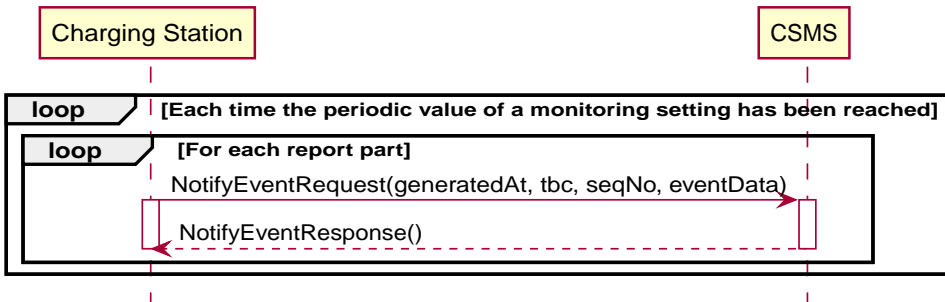 Charging Station
CSMS
loop
[Each time the periodic value of a monitoring setting has been reached]
loop
[For each report part]
NotifyEventRequest(generatedAt, tbc, seqNo, eventData)
NotifyEventResponse()